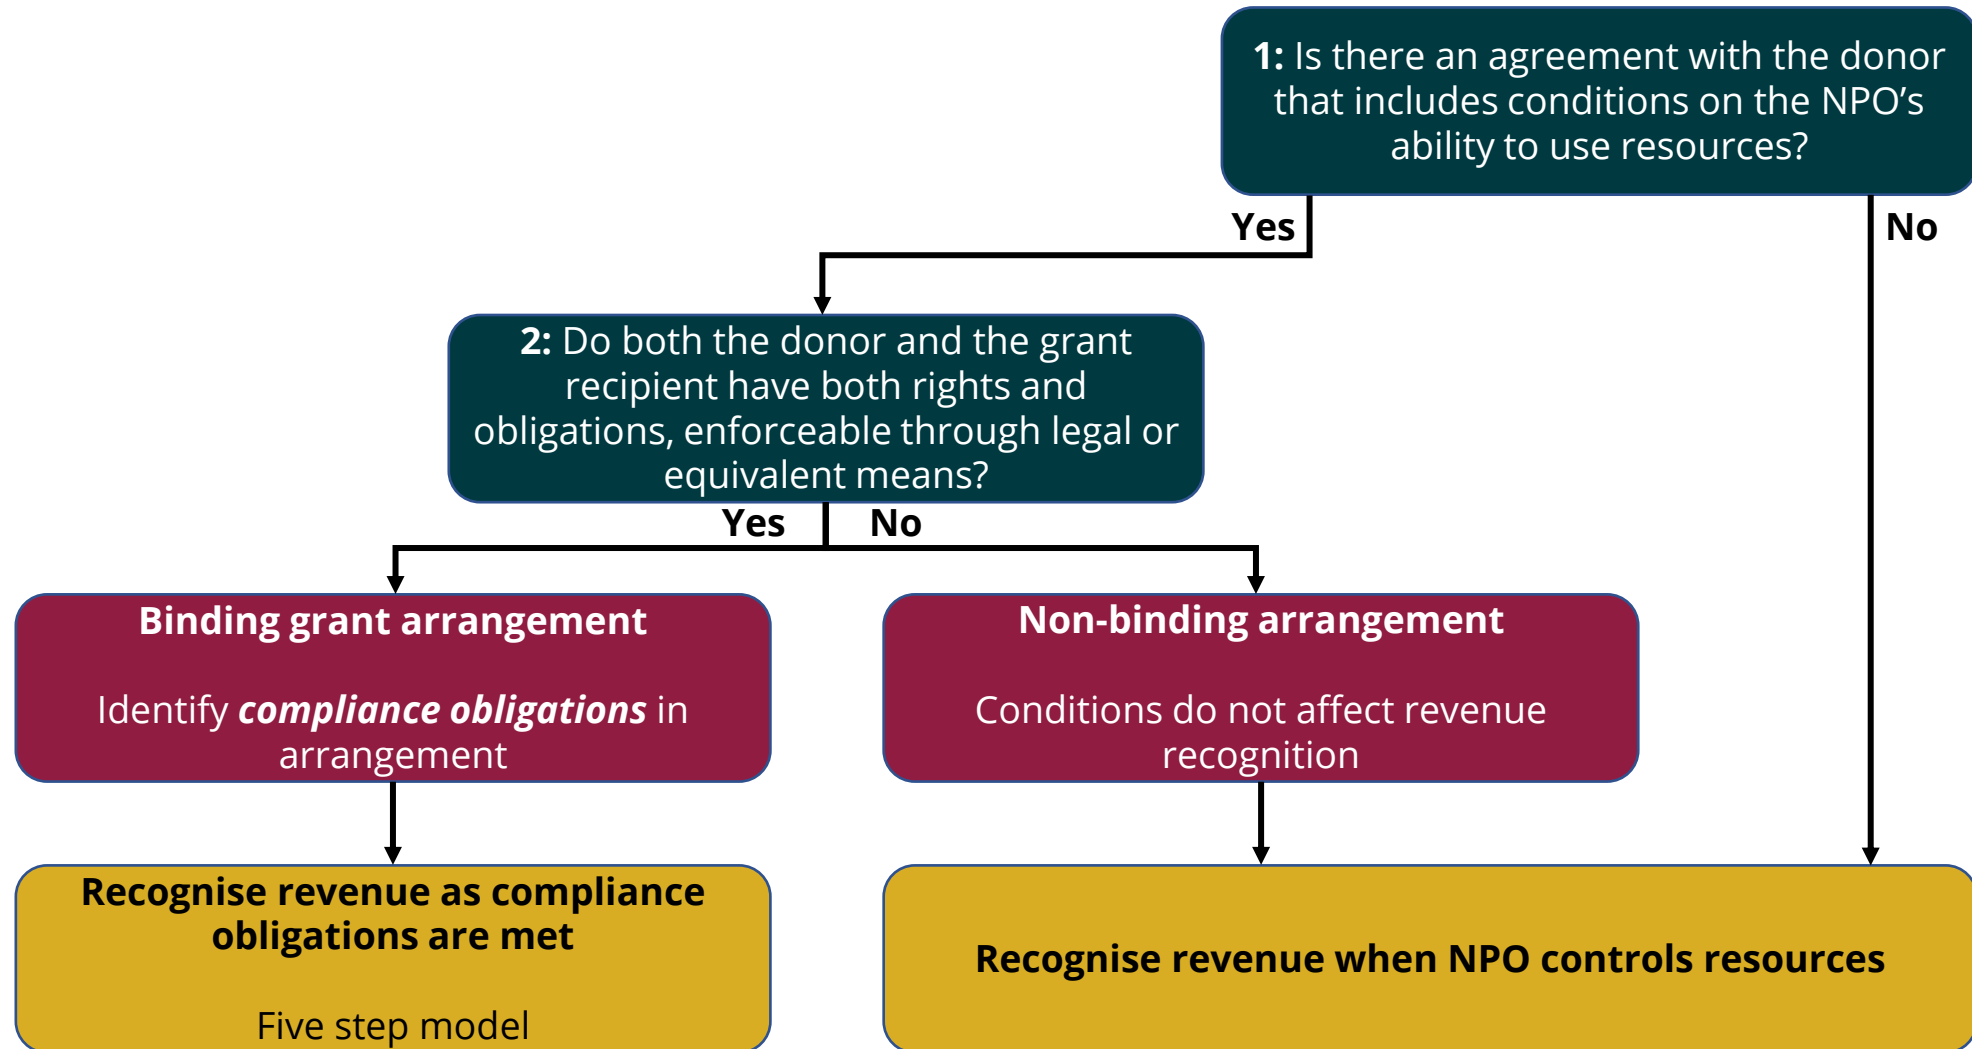 1: Is there an agreement with the donor
that includes conditions on the NPO’s
ability to use resources?
Yes
No
2: Do both the donor and the grant
recipient have both rights and
obligations, enforceable through legal or
equivalent means?
Yes
No
Binding grant arrangement
Identify compliance obligations in
arrangement
Non-binding arrangement
Conditions do not affect revenue
recognition
Recognise revenue as compliance
obligations are met
Five step model
Recognise revenue when NPO controls resources